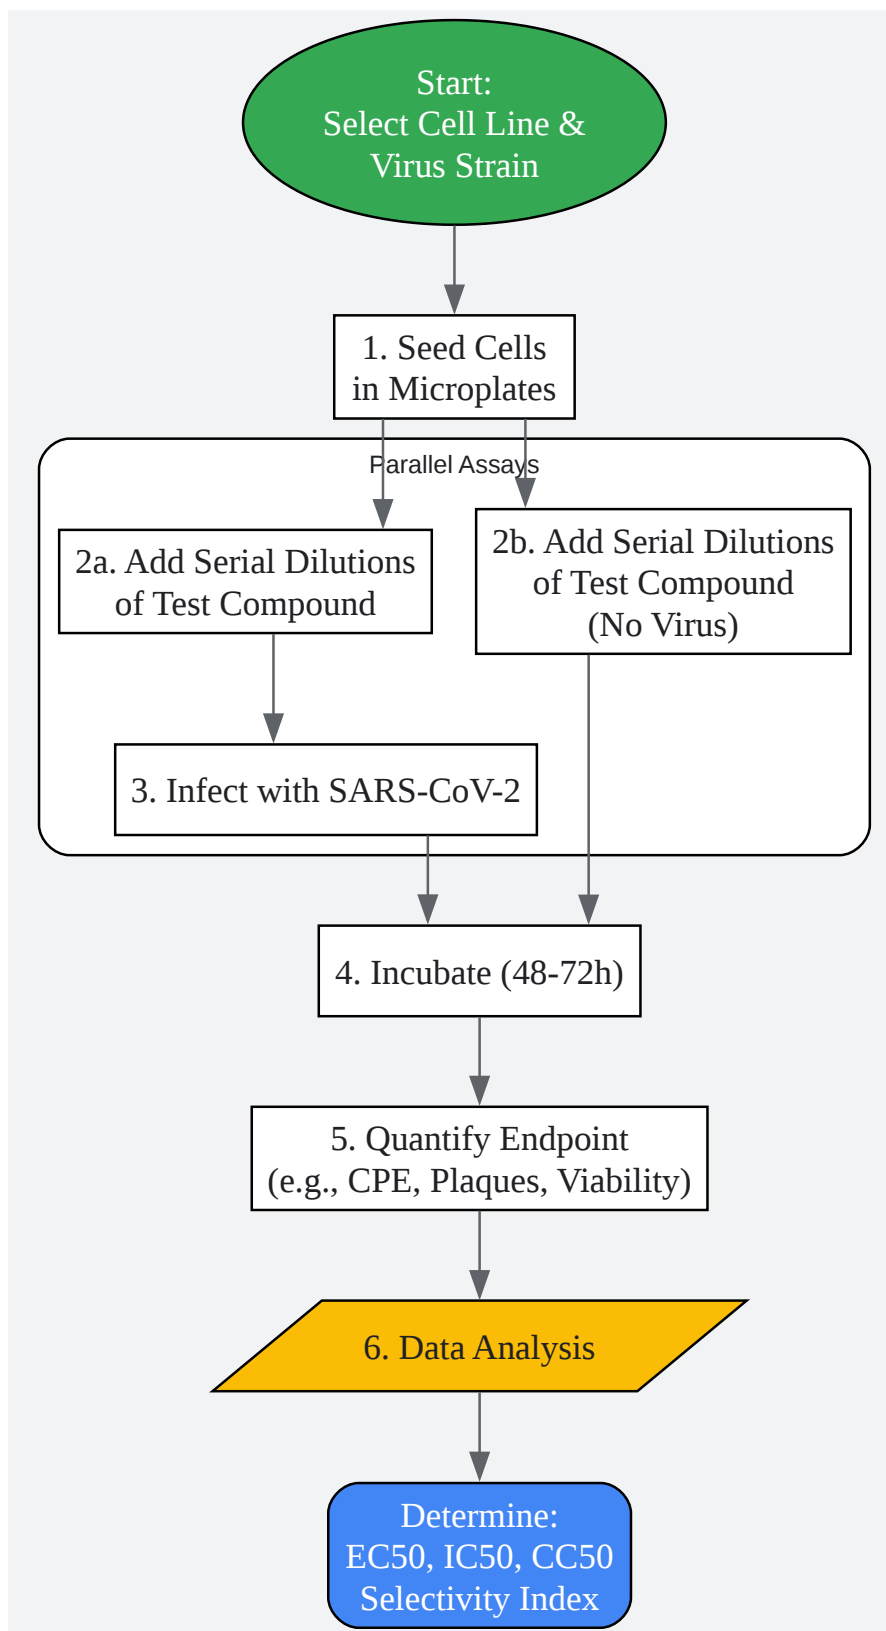 Start:
Select Cell Line &
Virus Strain
1. Seed Cells
in Microplates
Parallel Assays
2a. Add Serial Dilutions
of Test Compound
2b. Add Serial Dilutions
of Test Compound
(No Virus)
3. Infect with SARS-CoV-2
4. Incubate (48-72h)
5. Quantify Endpoint
(e.g., CPE, Plaques, Viability)
6. Data Analysis
Determine:
EC50, IC50, CC50
Selectivity Index